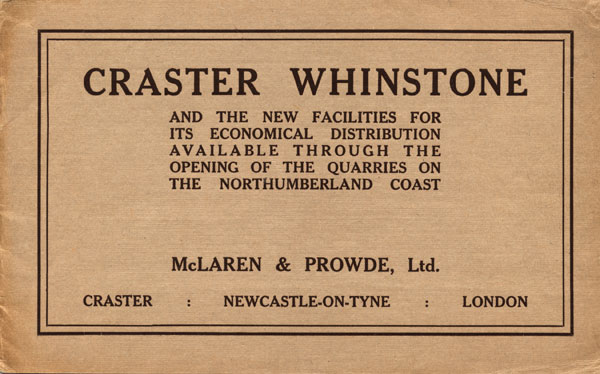 CRASTER WHINSTONE
AND THE NEW FACILITIES FOR
ITS ECONOMICAL DISTRIBUTION
AVAILABLE THROUGH THE
OPENING OF THE QUARRIES ON
THE NORTHUMBERLAND COAST
McLAREN & PROWDE, Ltd.
CRASTER : NEWCASTLE-ON-TYNE : LONDON